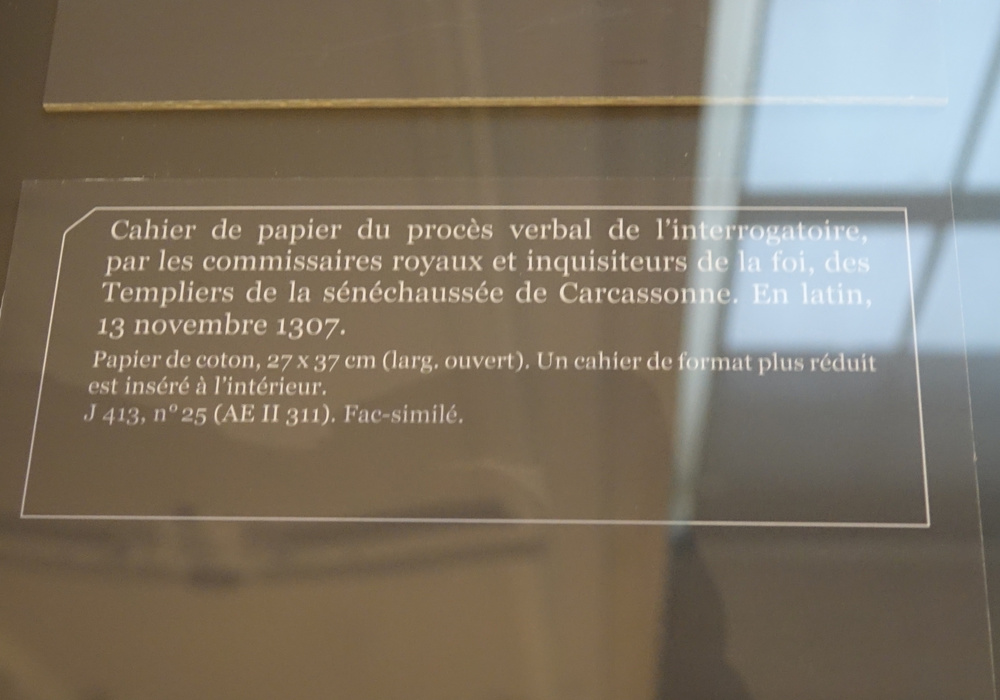 Cahier de papier du procès verbal de l'interrogatoire,
par les commissaires royaux et inquisiteurs de la foi, des
Templiers de la sénéchaussée de Carcassonne. En latin,
13 novembre 1307.
Papier de coton, 27 x 37 cm (larg. ouvert). Un cahier de format plus réduit
est inséré à l'intérieur.
J 413, n° 25 (AE II 311). Fac-similé.